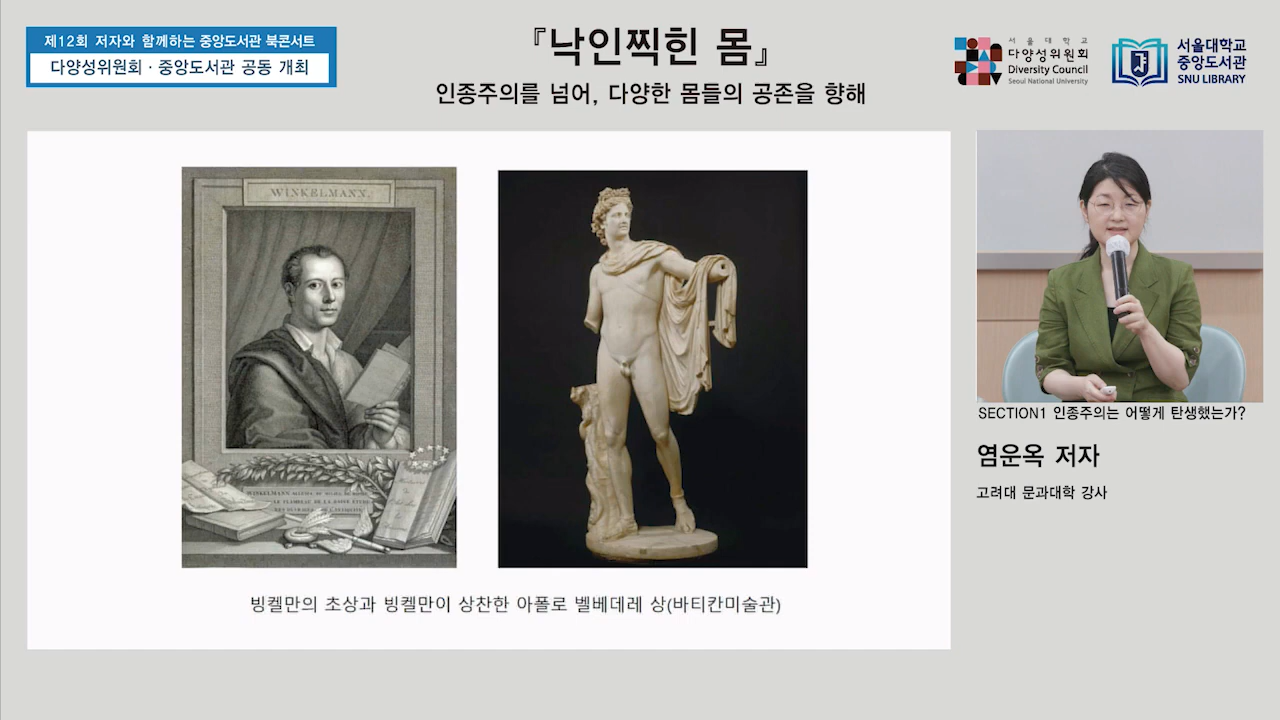 제12회 저자와 함께하는 중앙도서관 북콘서트
다양성위원회 · 중앙도서관 공동 개최
『낙인찍힌 몸』
인종주의를 넘어, 다양한 몸들의 공존을 향해
서울대학교
다양성위원회
Diversity Council
Seoul National University
서울대학교
중앙도서관
SNU LIBRARY
WINKELMANN.
빙켈만의 초상과 빙켈만이 상찬한 아폴로 벨베데레 상(바티칸미술관)
SECTION1 인종주의는 어떻게 탄생했는가?
염운옥 저자
고려대 문과대학 강사